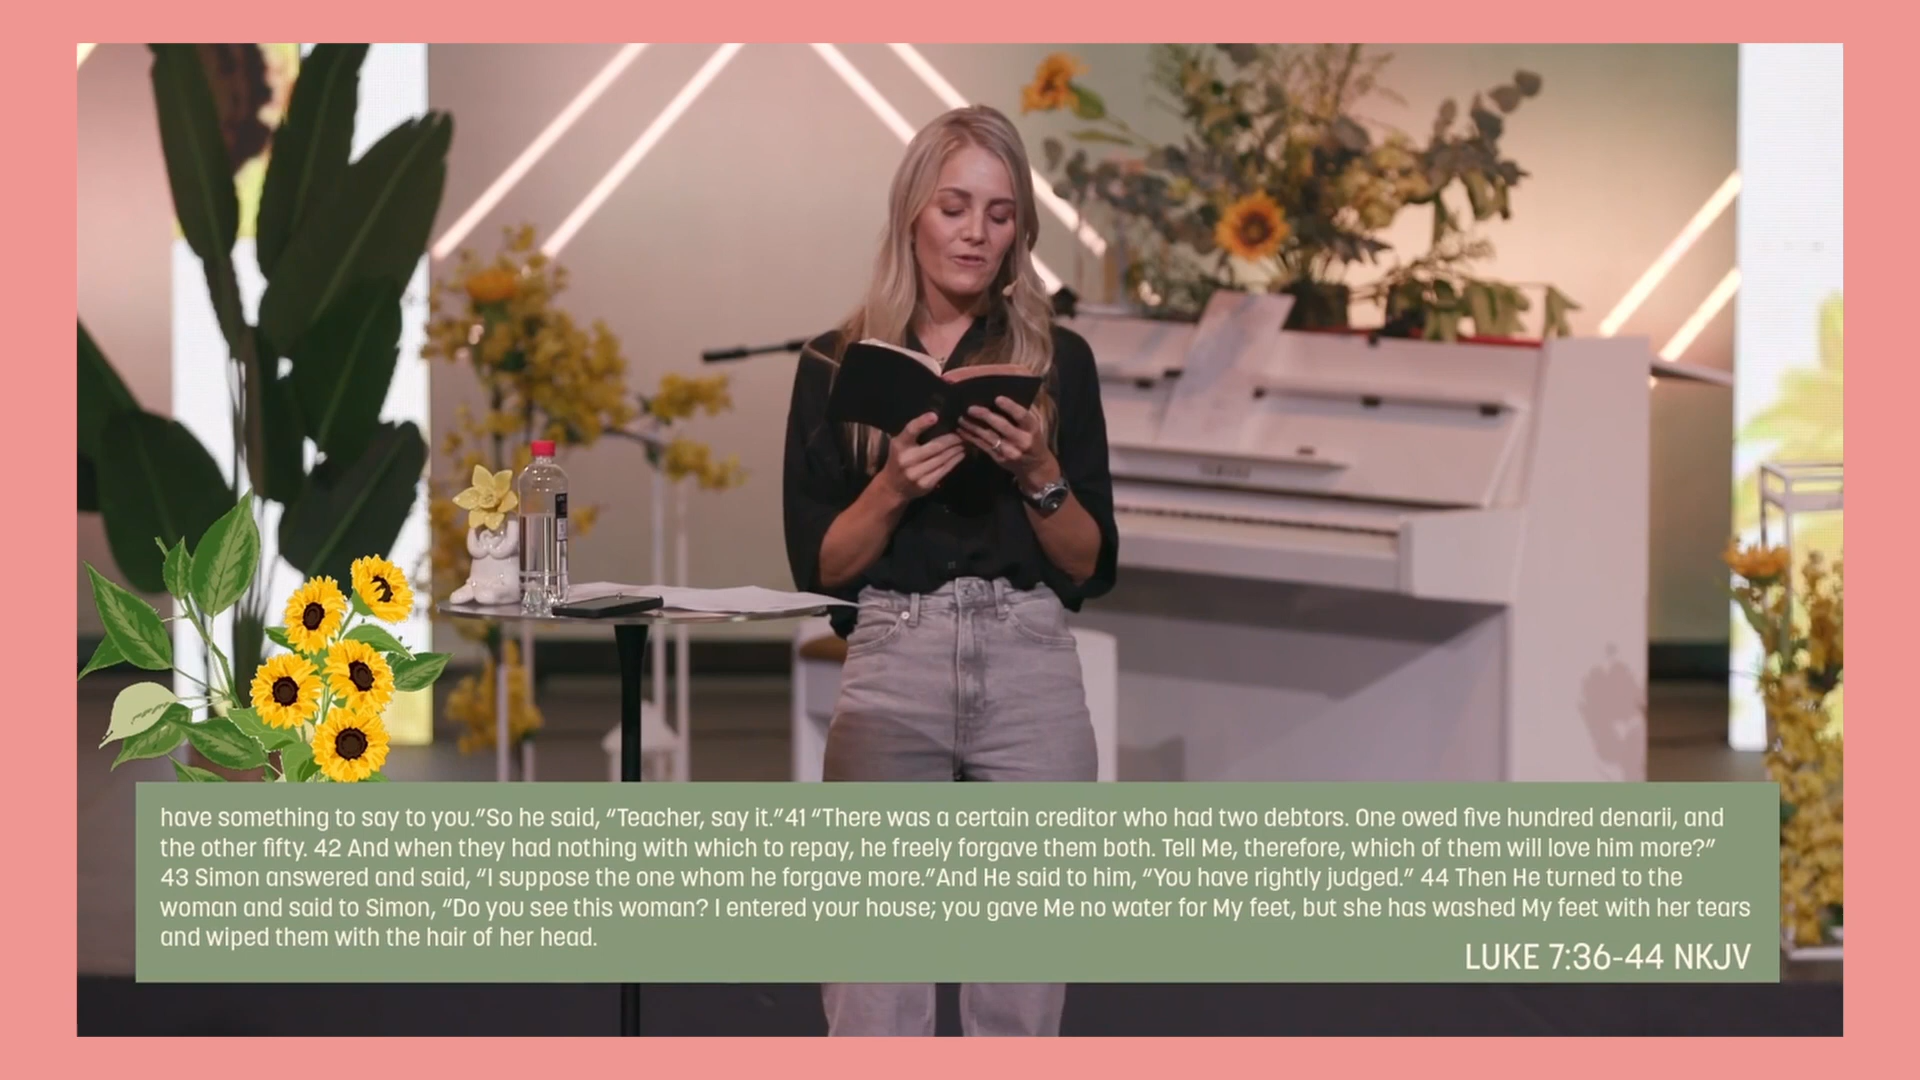 have something to say to you.”So he said, “Teacher, say it.”41 “There was a certain creditor who had two debtors. One owed five hundred denarii, and
the other fifty. 42 And when they had nothing with which to repay, he freely forgave them both. Tell Me, therefore, which of them will love him more?”
43 Simon answered and said, “I suppose the one whom he forgave more.”And He said to him, “You have rightly judged.” 44 Then He turned to the
woman and said to Simon, “Do you see this woman? I entered your house; you gave Me no water for My feet, but she has washed My feet with her tears
and wiped them with the hair of her head.
LUKE 7:36-44 NKJV